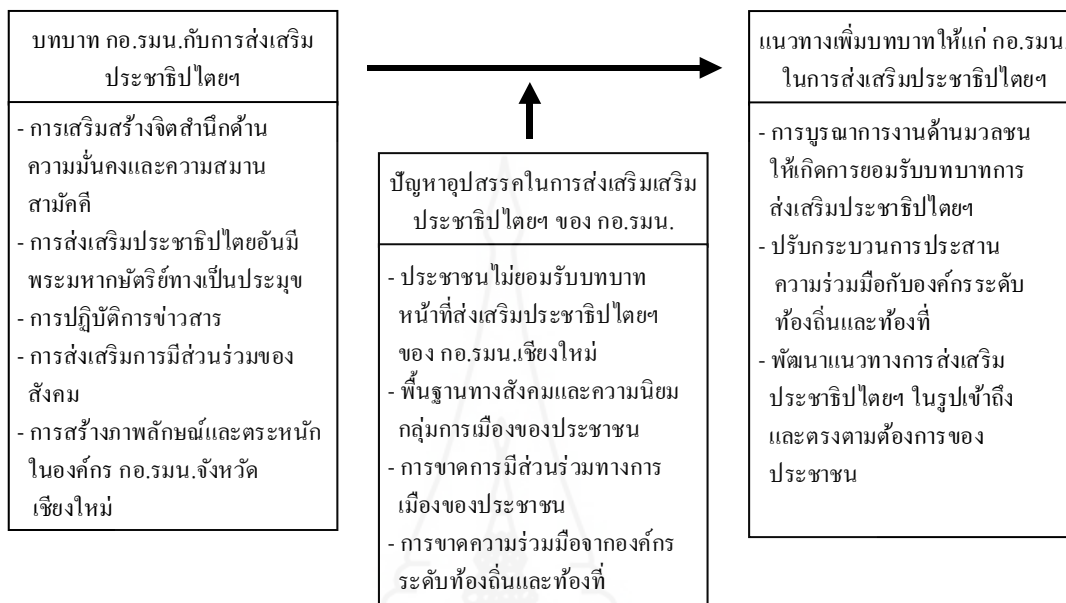 บทบาท กอ.รมน.กับการส่งเสริม
ประชาธิปไตยฯ
- การเสริมสร้างจิตสำนึกด้าน
ความมั่นคงและความสมาน
สามัคคี
- การส่งเสริมประชาธิปไตยอันมี
พระมหากษัตริย์ทางเป็นประมุข
- การปฏิบัติการข่าวสาร
- การส่งเสริมการมีส่วนร่วมของ
สังคม
- การสร้างภาพลักษณ์และตระหนัก
ในองค์กร กอ.รมน.จังหวัด
เชียงใหม่
ปัญหาอุปสรรคในการส่งเสริมเสริม
ประชาธิปไตยฯ ของ กอ.รมน.
- ประชาชนไม่ยอมรับบทบาท
หน้าที่ส่งเสริมประชาธิปไตยฯ
ของ กอ.รมน.เชียงใหม่
- พื้นฐานทางสังคมและความนิยม
กลุ่มการเมืองของประชาชน
- การขาดการมีส่วนร่วมทางการ
เมืองของประชาชน
- การขาดความร่วมมือจากองค์กร
ระดับท้องถิ่นและท้องที่
แนวทางเพิ่มบทบาทให้แก่ กอ.รมน.
ในการส่งเสริมประชาธิปไตยฯ
- การบูรณาการงานด้านมวลชน
ให้เกิดการยอมรับบทบาทการ
ส่งเสริมประชาธิปไตยฯ
- ปรับกระบวนการประสาน
ความร่วมมือกับองค์กรระดับ
ท้องถิ่นและท้องที่
- พัฒนาแนวทางการส่งเสริม
ประชาธิปไตยฯ ในรูปเข้าถึง
และตรงตามต้องการของ
ประชาชน